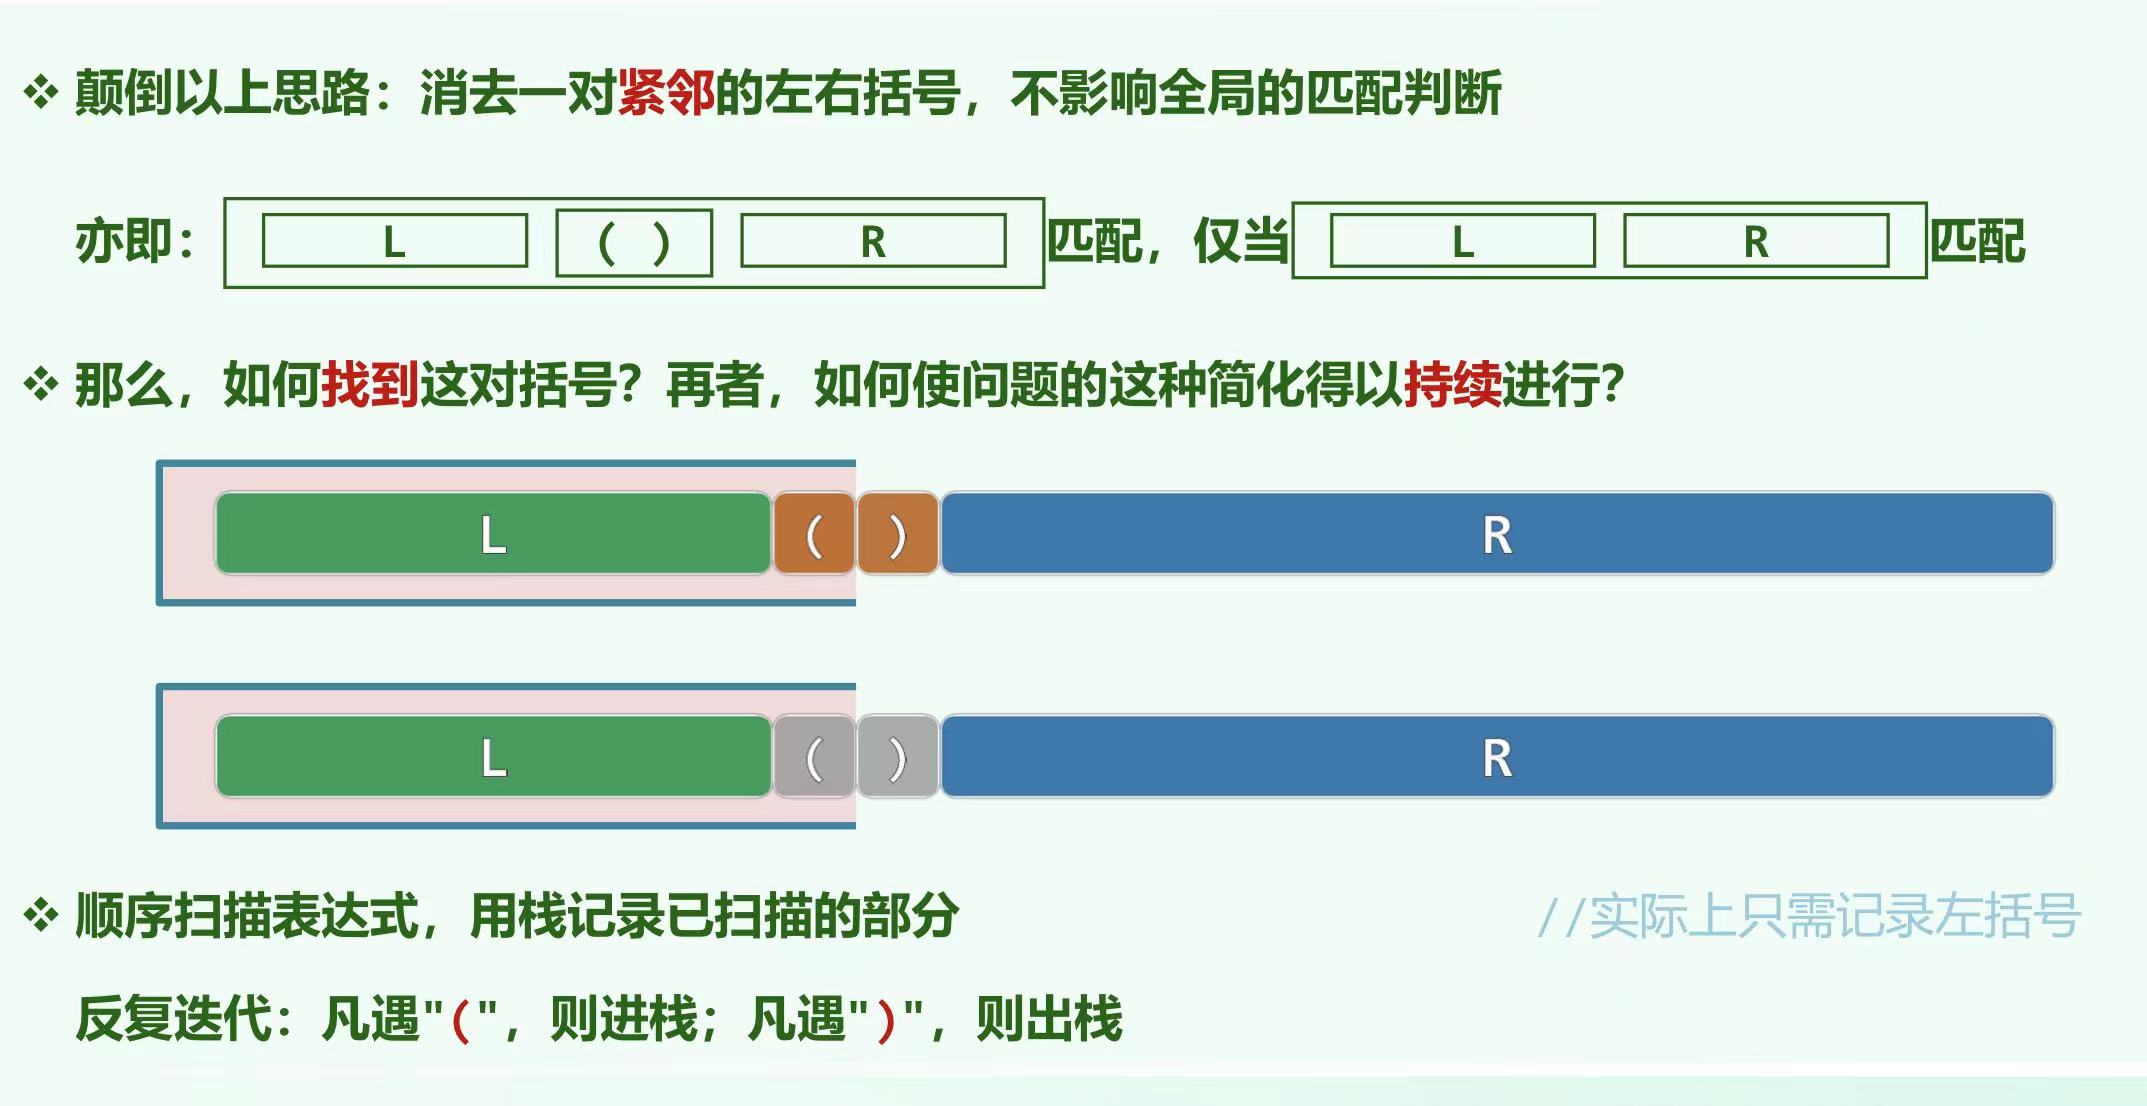 ❖ 颠倒以上思路：消去一对紧邻的左右括号，不影响全局的匹配判断
亦即： L ( ) R 匹配，仅当 L R 匹配
❖ 那么，如何找到这对括号？再者，如何使问题的这种简化得以持续进行？
L ( ) R
L ( ) R
❖ 顺序扫描表达式，用栈记录已扫描的部分 //实际上只需记录左括号
反复迭代：凡遇"("，则进栈；凡遇")"，则出栈